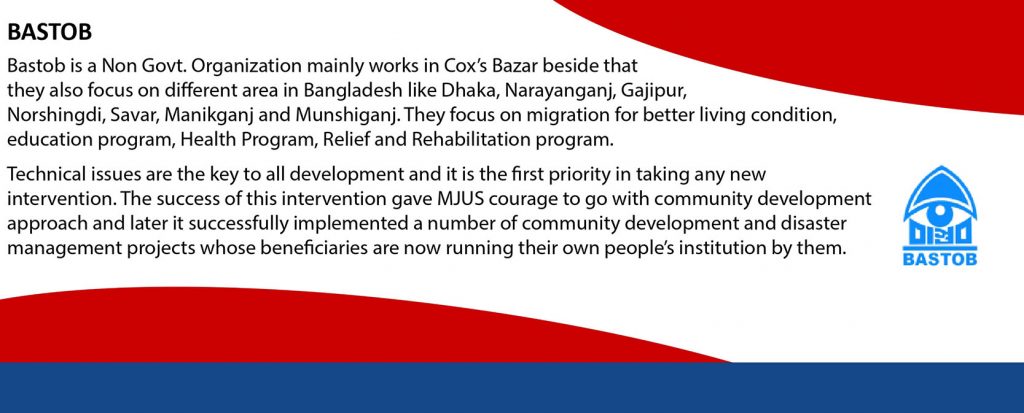 BASTOB
Bastob is a Non Govt. Organization mainly works in Cox’s Bazar beside that
they also focus on different area in Bangladesh like Dhaka, Narayanganj, Gajipur,
Norshingdi, Savar, Manikganj and Munshiganj. They focus on migration for better living condition,
education program, Health Program, Relief and Rehabilitation program.
Technical issues are the key to all development and it is the first priority in taking any new
intervention. The success of this intervention gave MJUS courage to go with community development
approach and later it successfully implemented a number of community development and disaster
management projects whose beneficiaries are now running their own people’s institution by them.
BASTOB